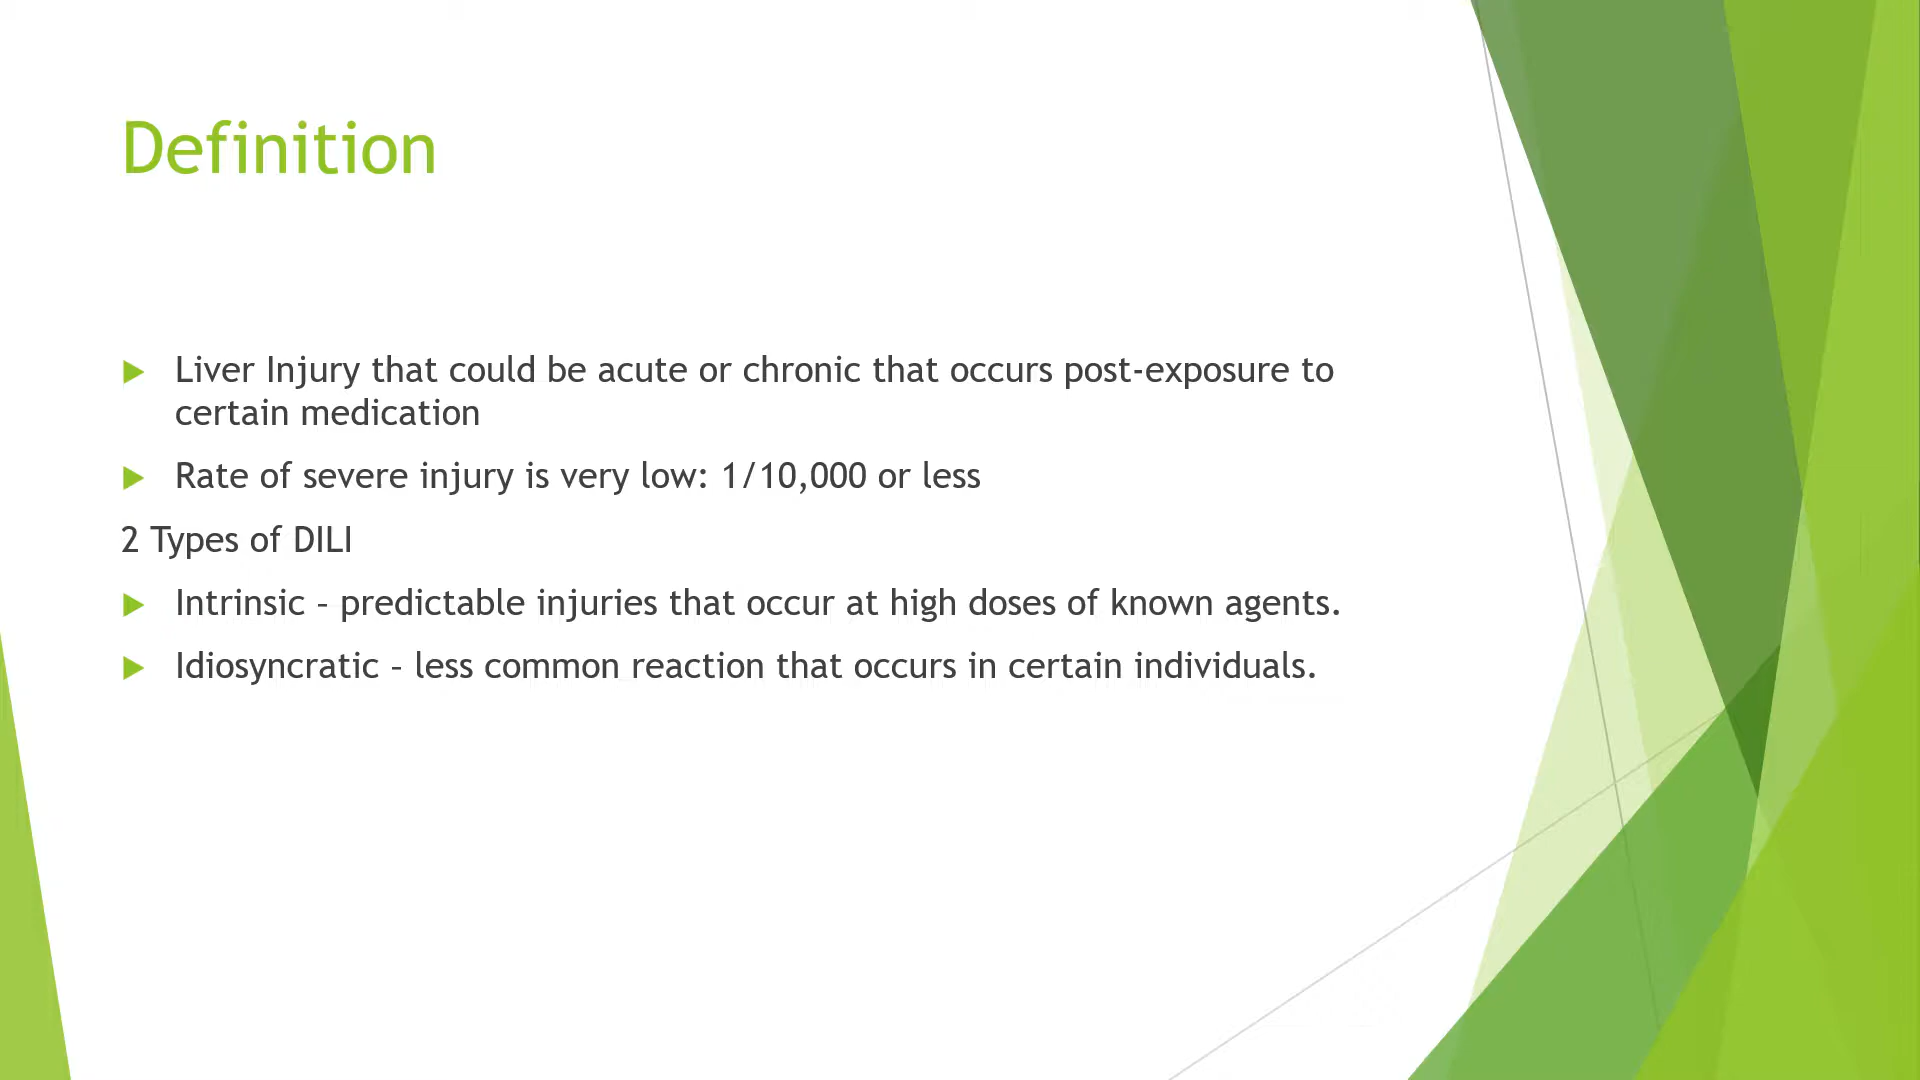 Definition
Liver Injury that could be acute or chronic that occurs post-exposure to
certain medication
Rate of severe injury is very low: 1/10,000 or less
2 Types of DILI
Intrinsic – predictable injuries that occur at high doses of known agents.
Idiosyncratic – less common reaction that occurs in certain individuals.